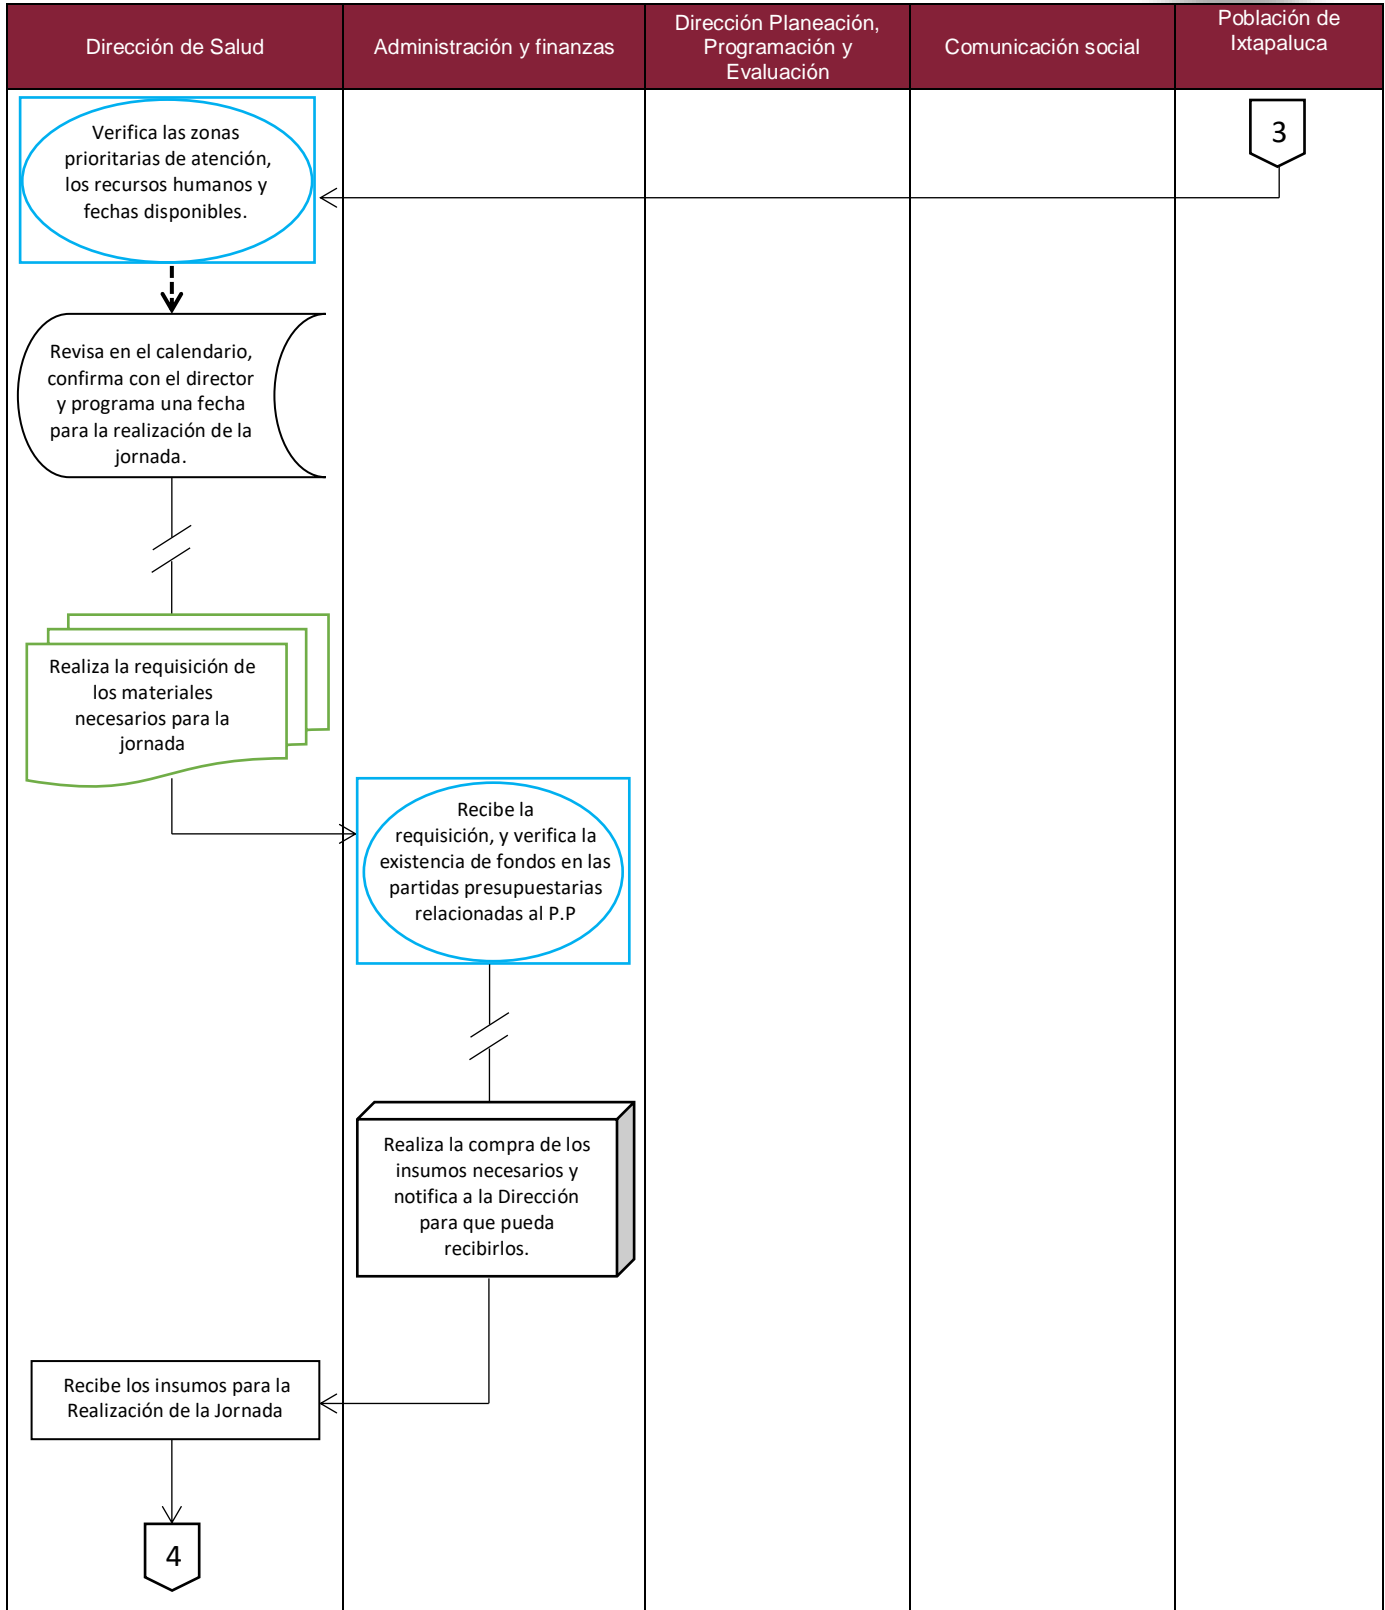 Dirección de Salud
Administración y finanzas
Dirección Planeación,
Programación y
Evaluación
Comunicación social
Población de
Ixtapaluca
3
Verifica las zonas
prioritarias de atención,
los recursos humanos y
fechas disponibles.
Revisa en el calendario,
confirma con el director
y programa una fecha
para la realización de la
jornada.
Realiza la requisición de
los materiales
necesarios para la
jornada
Recibe la
requisición, y verifica la
existencia de fondos en las
partidas presupuestarias
relacionadas al P.P
Realiza la compra de los
insumos necesarios y
notifica a la Dirección
para que pueda
recibirlos.
Recibe los insumos para la
Realización de la Jornada
4